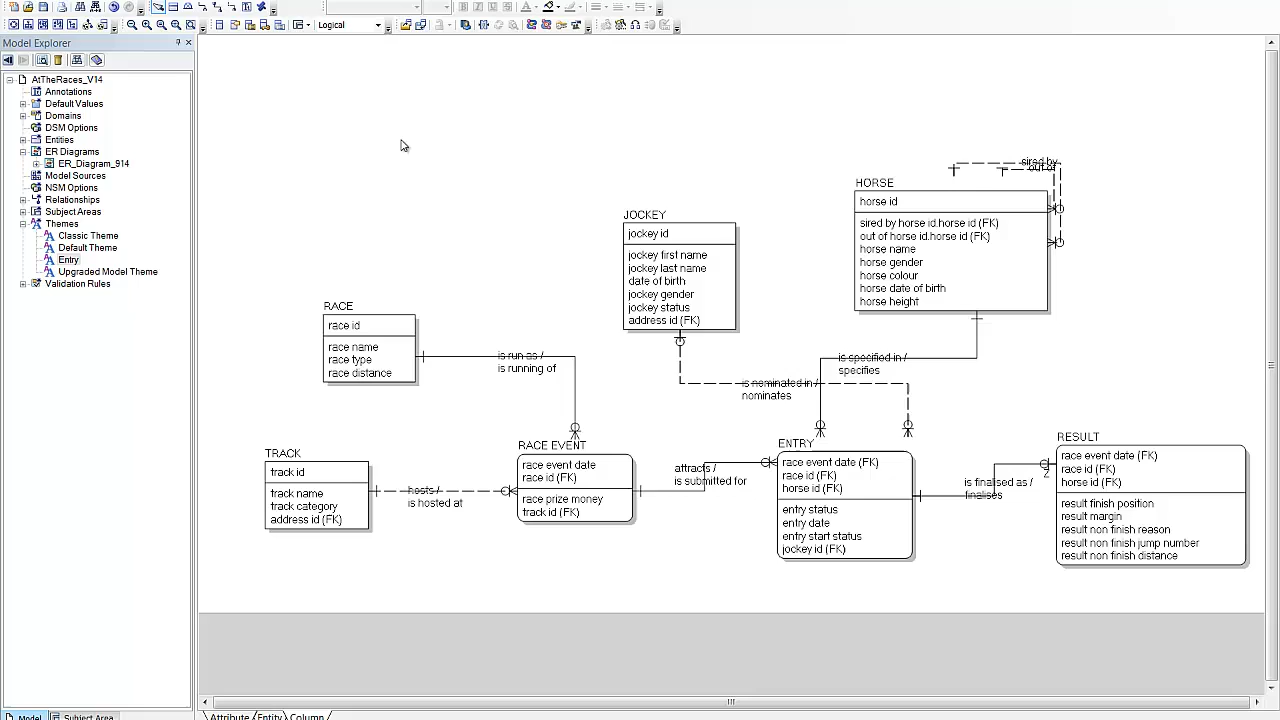 Logical
Model Explorer
AtTheRaces_V14
Annotations
Default Values
Domains
DSM Options
Entities
ER Diagrams
ER_Diagram_914
Model Sources
NSM Options
Relationships
Subject Areas
Themes
Classic Theme
Default Theme
Entry
Upgraded Model Theme
Validation Rules
Model
Subject Area
sired by
out of
HORSE
horse id
sired by horse id.horse id (FK)
out of horse id.horse id (FK)
horse name
horse gender
horse colour
horse date of birth
horse height
JOCKEY
jockey id
jockey first name
jockey last name
date of birth
jockey gender
jockey status
address id (FK)
RACE
race id
race name
race type
race distance
is run as /
is running of
is specified in /
specifies
is nominated in /
nominates
TRACK
track id
track name
track category
address id (FK)
hosts /
is hosted at
RACE EVENT
race event date
race id (FK)
race prize money
track id (FK)
attracts /
is submitted for
ENTRY
race event date (FK)
race id (FK)
horse id (FK)
entry status
entry date
entry start status
jockey id (FK)
is finalised as /
finalises
Z
RESULT
race event date (FK)
race id (FK)
horse id (FK)
result finish position
result margin
result non finish reason
result non finish jump number
result non finish distance
Attribute
Entity
Column